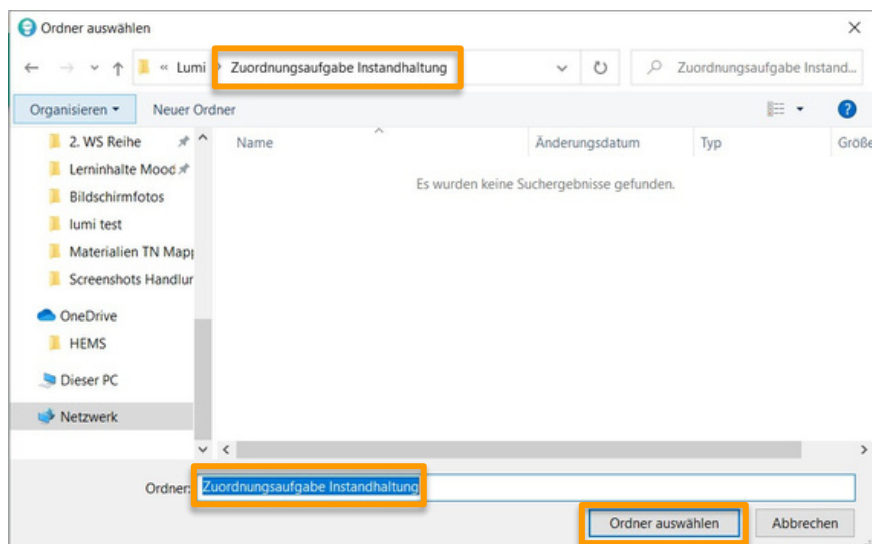 Ordner auswählen
« Lumi › Zuordnungsaufgabe Instandhaltung
Zuordnungsaufgabe Instand...
Organisieren
Neuer Ordner
Name
Änderungsdatum
Typ
Größe
Es wurden keine Suchergebnisse gefunden.
2. WS Reihe
Lerninhalte Mood
Bildschirmfotos
lumi test
Materialien TN Mapp
Screenshots Handlur
OneDrive
HEMS
Dieser PC
Netzwerk
Ordner: Zuordnungsaufgabe Instandhaltung
Ordner auswählen
Abbrechen